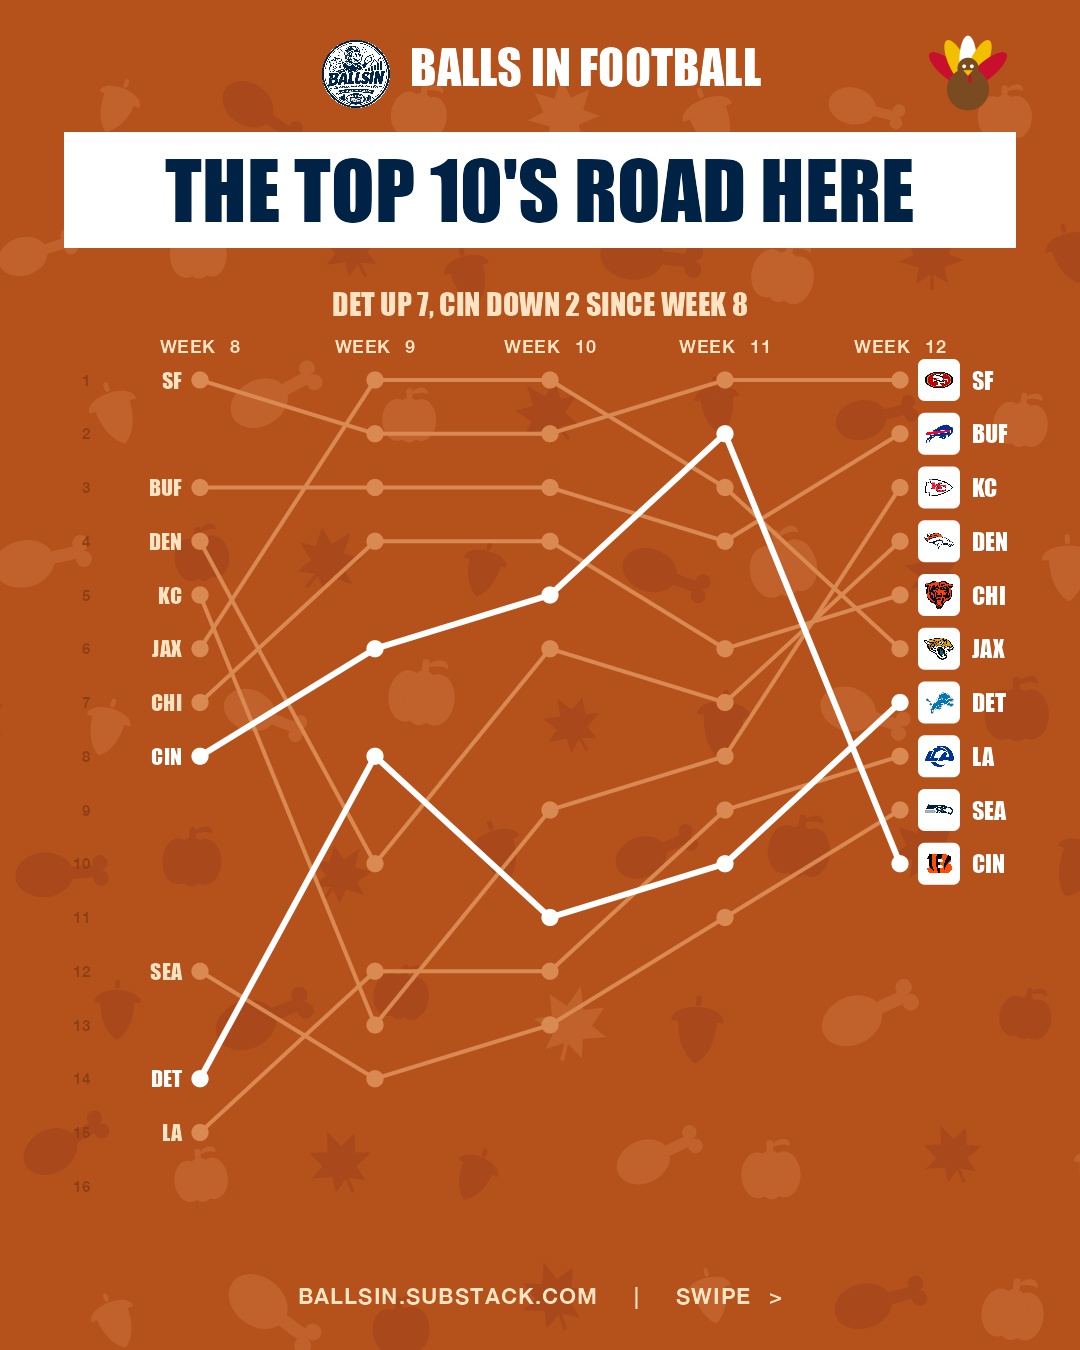 BALLSIN
BALLS IN FOOTBALL
THE TOP 10'S ROAD HERE
DET UP 7, CIN DOWN 2 SINCE WEEK 8
WEEK 8 WEEK 9 WEEK 10 WEEK 11 WEEK 12
1 SF SF
2 BUF
3 BUF KC
4 DEN DEN
5 KC CHI
6 JAX JAX
7 CHI DET
8 CIN LA
9 SEA
10 CIN
11
12 SEA
13
14 DET
15 LA
16
BALLSIN.SUBSTACK.COM | SWIPE >